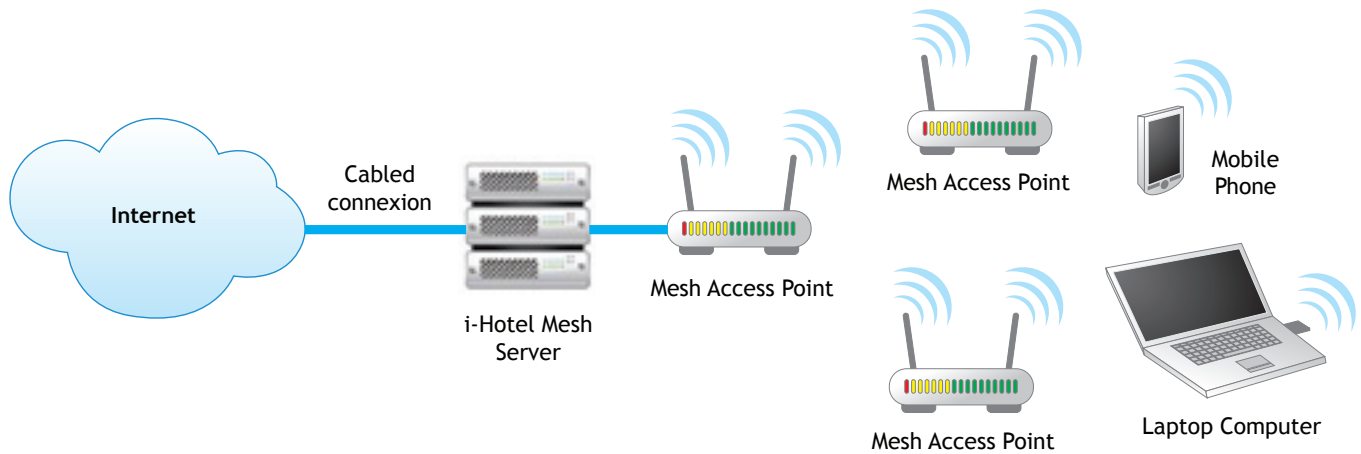 Internet
Cabled
connexion
i-Hotel Mesh
Server
Mesh Access Point
Mesh Access Point
Mobile
Phone
Mesh Access Point
Laptop Computer